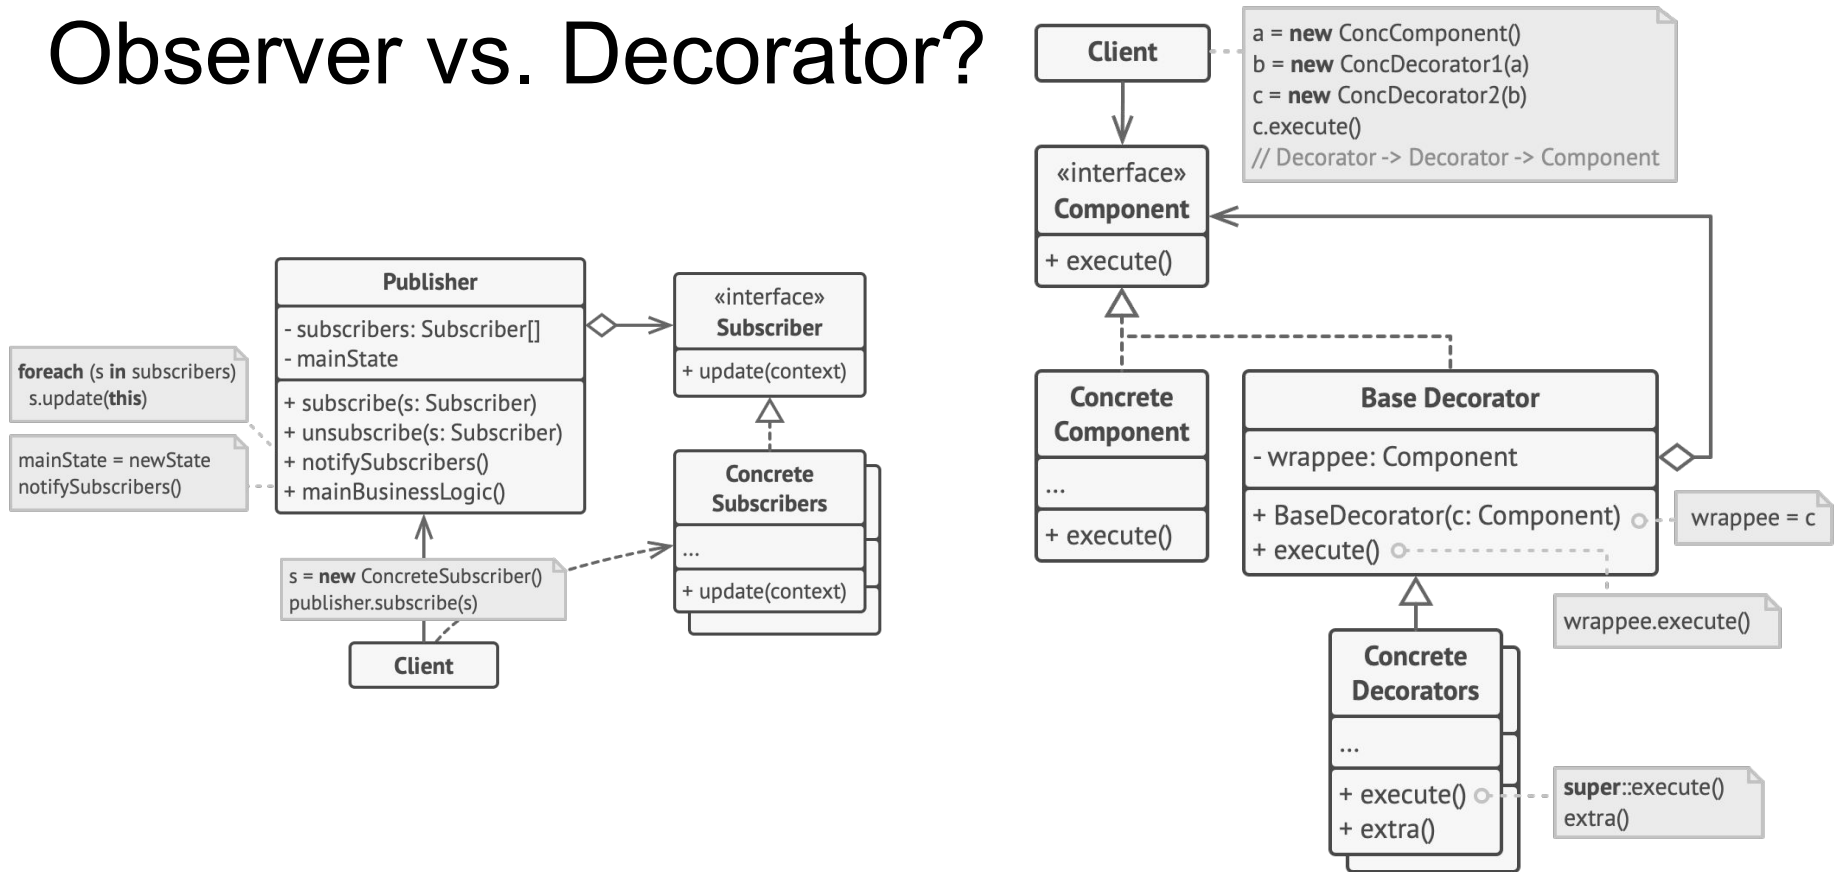 Observer vs. Decorator?
Publisher
- subscribers: Subscriber[]
- mainState
+ subscribe(s: Subscriber)
+ unsubscribe(s: Subscriber)
+ notifySubscribers()
+ mainBusinessLogic()
foreach (s in subscribers)
s.update(this)
mainState = newState
notifySubscribers()
«interface»
Subscriber
+ update(context)
Concrete
Subscribers
...
+ update(context)
s = new ConcreteSubscriber()
publisher.subscribe(s)
Client
Client
a = new ConcComponent()
b = new ConcDecorator1(a)
c = new ConcDecorator2(b)
c.execute()
// Decorator -> Decorator -> Component
«interface»
Component
+ execute()
Concrete
Component
...
+ execute()
Base Decorator
- wrappee: Component
+ BaseDecorator(c: Component)
+ execute()
wrappee = c
wrappee.execute()
Concrete
Decorators
...
+ execute()
+ extra()
super::execute()
extra()